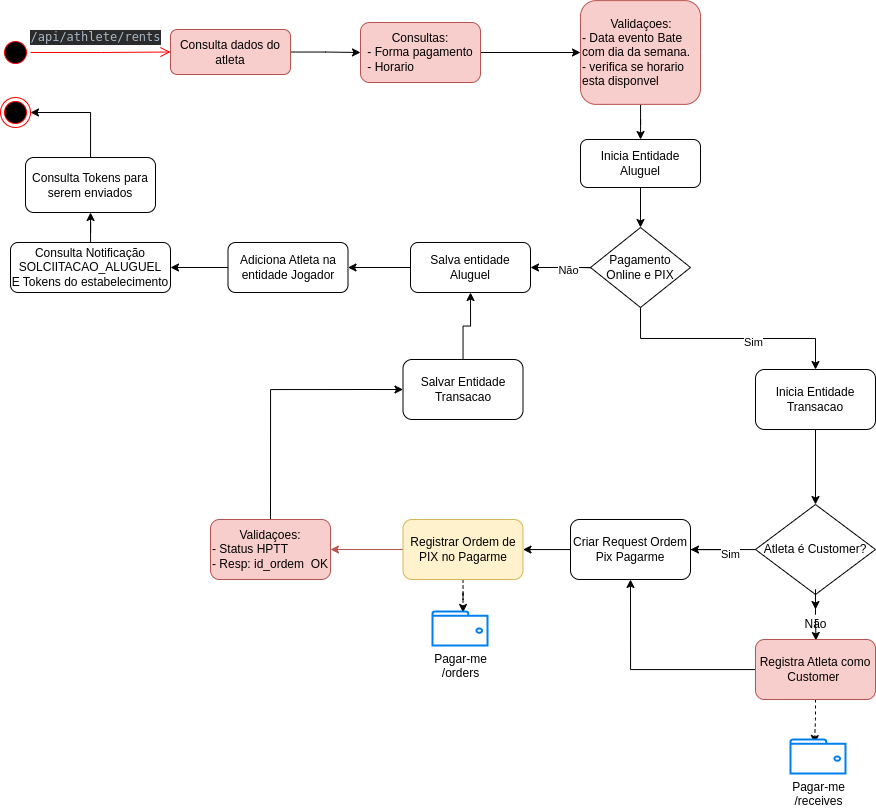 /api/athlete/rents
Consulta dados do
atleta
Consultas:
- Forma pagamento
- Horario
Validaçoes:
- Data evento Bate
com dia da semana.
- verifica se horario
esta disponvel
Inicia Entidade
Aluguel
Pagamento
Online e PIX
Não
Salva entidade
Aluguel
Adiciona Atleta na
entidade Jogador
Consulta Notificação
SOLCIITACAO_ALUGUEL
E Tokens do estabelecimento
Consulta Tokens para
serem enviados
Sim
Inicia Entidade
Transacao
Atleta é Customer?
Sim
Não
Registra Atleta como
Customer
Pagar-me
/receives
Criar Request Ordem
Pix Pagarme
Registrar Ordem de
PIX no Pagarme
Pagar-me
/orders
Validaçoes:
- Status HPTT
- Resp: id_ordem OK
Salvar Entidade
Transacao